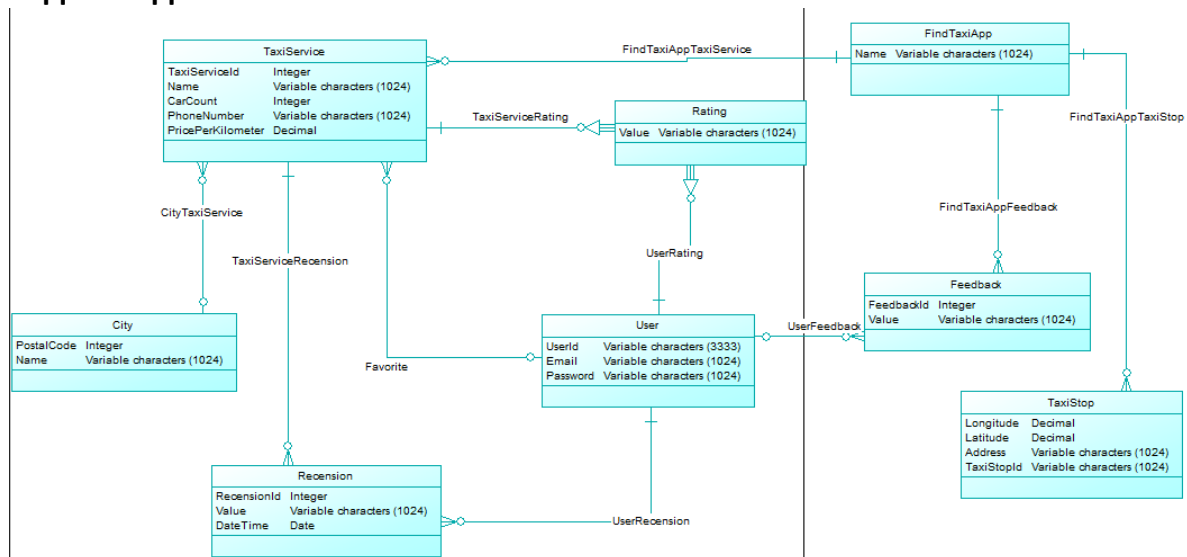 TaxiService
TaxiServiceId Integer
Name Variable characters (1024)
CarCount Integer
PhoneNumber Variable characters (1024)
PricePerKilometer Decimal
FindTaxiAppTaxiService
FindTaxiApp
Name Variable characters (1024)
TaxiServiceRating
Rating
Value Variable characters (1024)
FindTaxiAppTaxiStop
CityTaxiService
FindTaxiAppFeedback
TaxiServiceRecension
UserRating
City
PostalCode Integer
Name Variable characters (1024)
Favorite
User
UserId Variable characters (3333)
Email Variable characters (1024)
Password Variable characters (1024)
UserFeedback
Feedback
FeedbackId Integer
Value Variable characters (1024)
TaxiStop
Longitude Decimal
Latitude Decimal
Address Variable characters (1024)
TaxiStopId Variable characters (1024)
Recension
RecensionId Integer
Value Variable characters (1024)
DateTime Date
UserRecension